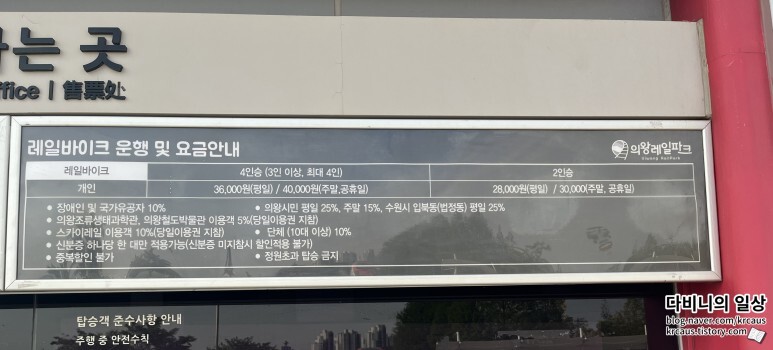 하는 곳
ffice | 售票处
레일바이크 운행 및 요금안내
의왕레일파크
Uiwang RailPark
레일바이크 4인승 (3인 이상, 최대 4인) 2인승
개인 36,000원(평일) / 40,000원(주말,공휴일) 28,000원(평일) / 30,000(주말, 공휴일)
• 장애인 및 국가유공자 10% • 의왕시민 평일 25%, 주말 15%, 수원시 입북동(법정동) 평일 25%
• 의왕조류생태과학관, 의왕철도박물관 이용객 5%(당일이용권 지참)
• 스카이레일 이용객 10%(당일이용권 지참) • 단체 (10대 이상) 10%
• 신분증 하나당 한 대만 적용가능(신분증 미지참시 할인적용 불가)
• 중복할인 불가 • 정원초과 탑승 금지
탑승객 준수사항 안내
주행 중 안전수칙
다비니의 일상
blog.naver.com/krcaus
krcaus.tistory.com